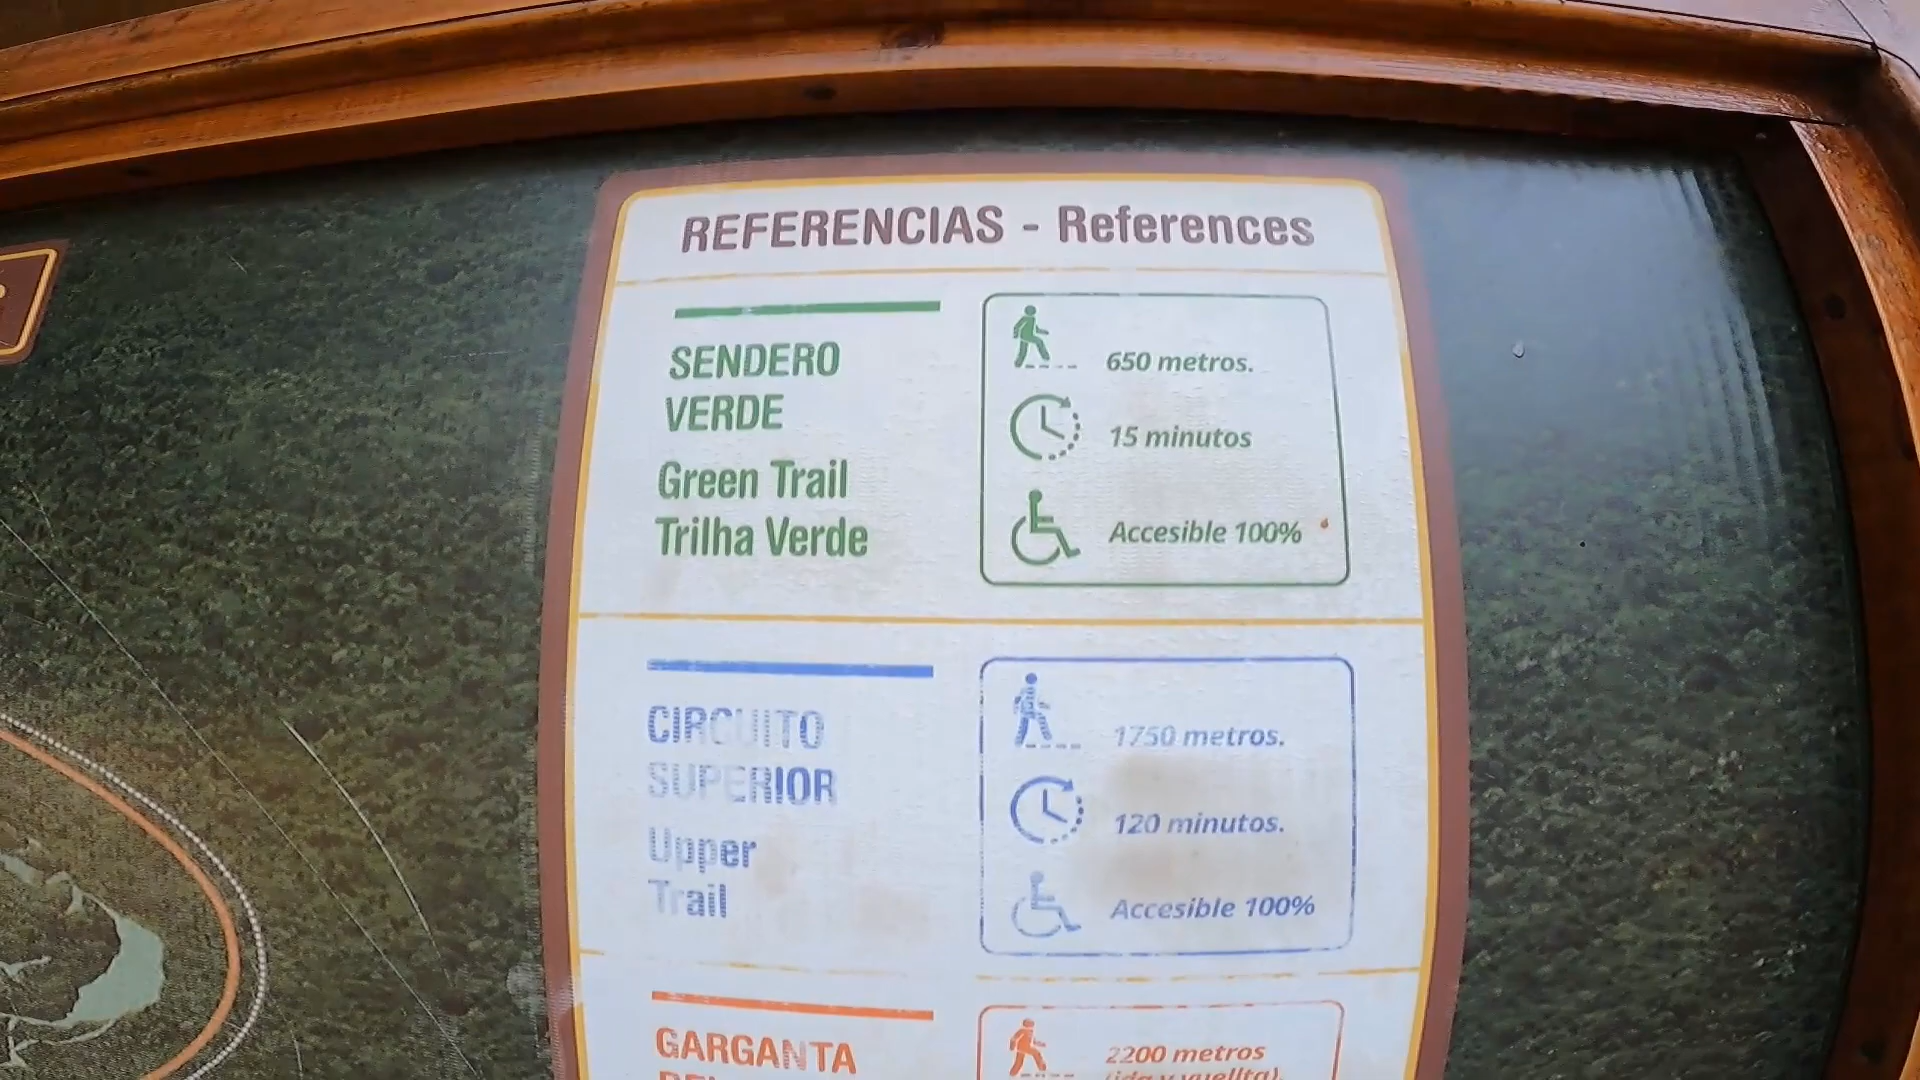 REFERENCIAS - References
SENDERO
VERDE
Green Trail
Trilha Verde
650 metros.
15 minutos
Accesible 100%
CIRCUITO
SUPERIOR
Upper
Trail
1750 metros.
120 minutos.
Accesible 100%
GARGANTA
2200 metros